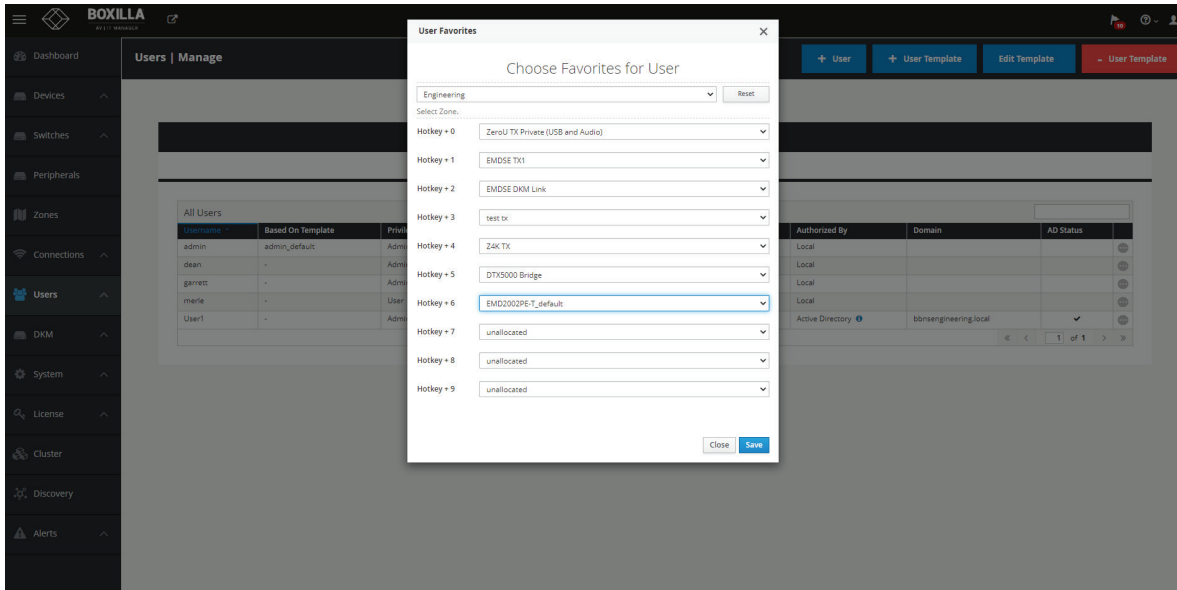 BOXILLA
AV | IT MANAGER
10
Dashboard
Devices
Switches
Peripherals
Zones
Connections
Users
DKM
System
License
Cluster
Discovery
Alerts
Users | Manage
+ User
+ User Template
Edit Template
- User Template
User Favorites
Choose Favorites for User
Engineering
Reset
Select Zone.
Hotkey + 0 ZeroU TX Private (USB and Audio)
Hotkey + 1 EMDSE TX1
Hotkey + 2 EMDSE DKM Link
Hotkey + 3 test tx
Hotkey + 4 Z4K TX
Hotkey + 5 DTX5000 Bridge
Hotkey + 6 EMD2002PE-T_default
Hotkey + 7 unallocated
Hotkey + 8 unallocated
Hotkey + 9 unallocated
Close Save
All Users
Username Based On Template Authorized By Domain AD Status
admin admin_default Local
dean - Local
garrett - Local
merle - User Local
User1 - Active Directory bbnsengineering.local
1 of 1